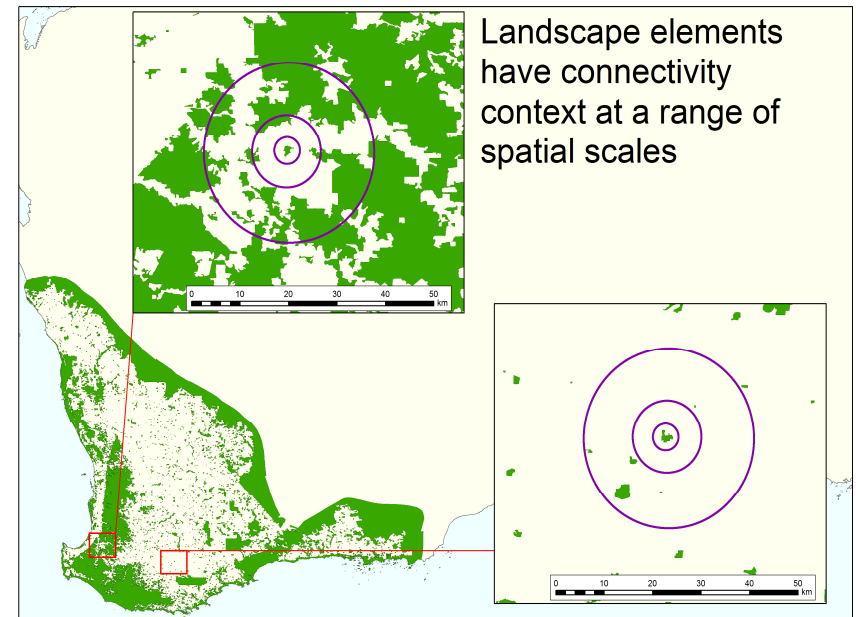 Landscape elements
have connectivity
context at a range of
spatial scales
0 10 20 30 40 50
km
0 10 20 30 40 50
km